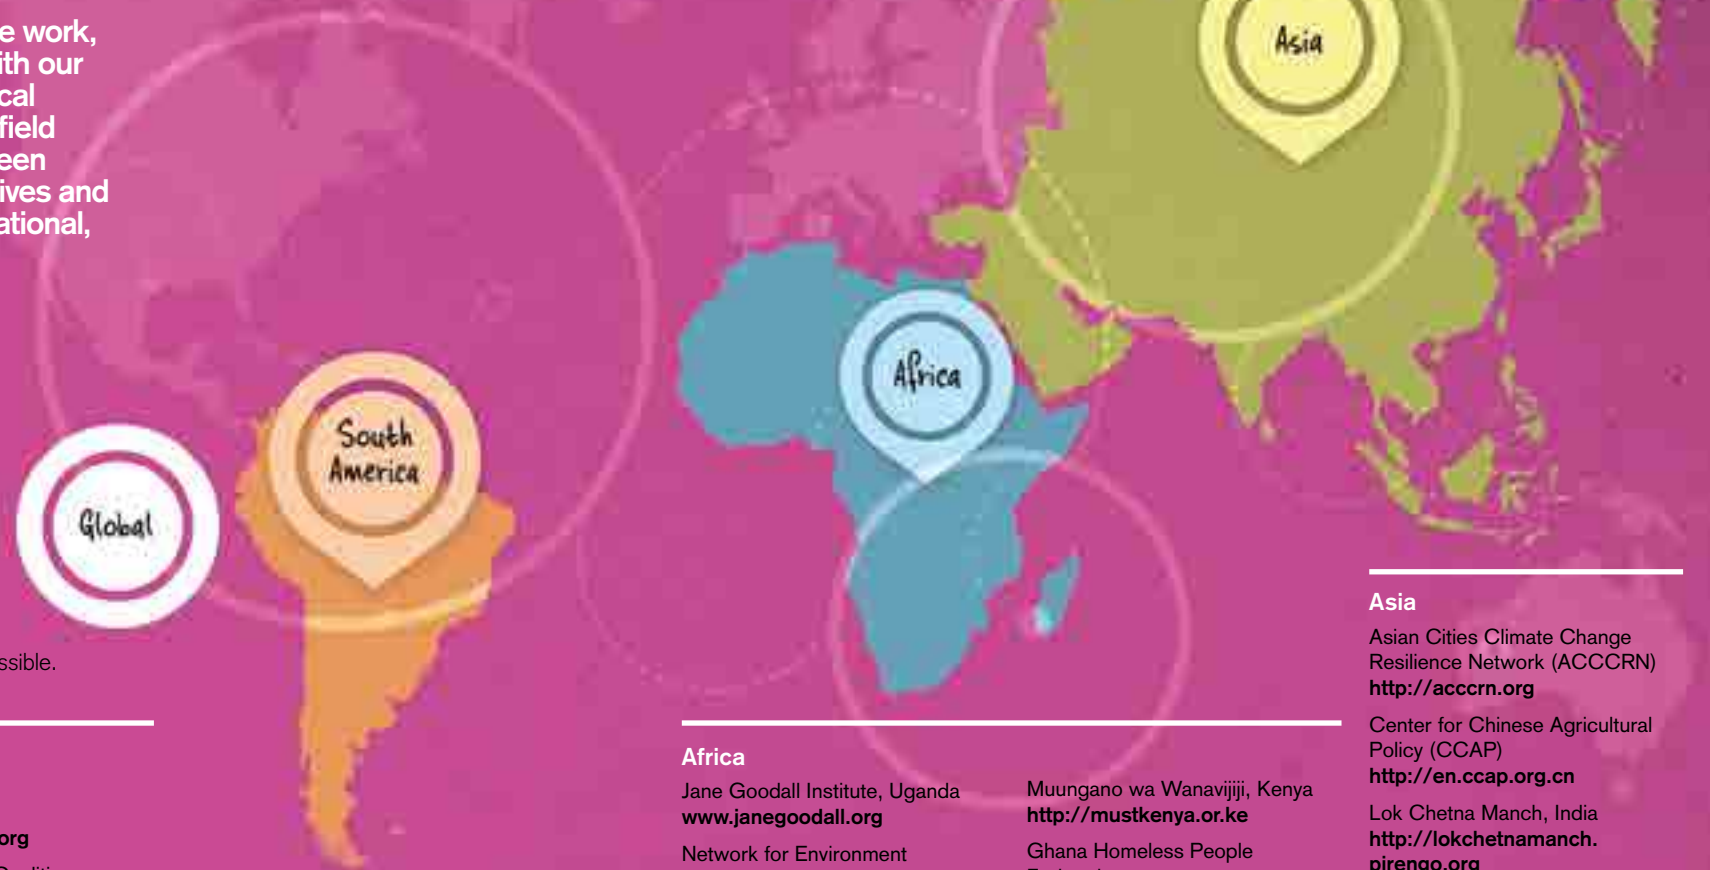 e work,
ith our
cal
field
een
ives and
ational,
Asia
Africa
South
America
Global
ssible.
org
Africa
Jane Goodall Institute, Uganda
www.janegoodall.org
Network for Environment
Muungano wa Wanavijiji, Kenya
http://mustkenya.or.ke
Ghana Homeless People
Asia
Asian Cities Climate Change
Resilience Network (ACCCRN)
http://acccrn.org
Center for Chinese Agricultural
Policy (CCAP)
http://en.ccap.org.cn
Lok Chetna Manch, India
http://lokchetnamanch.
pirengo.org